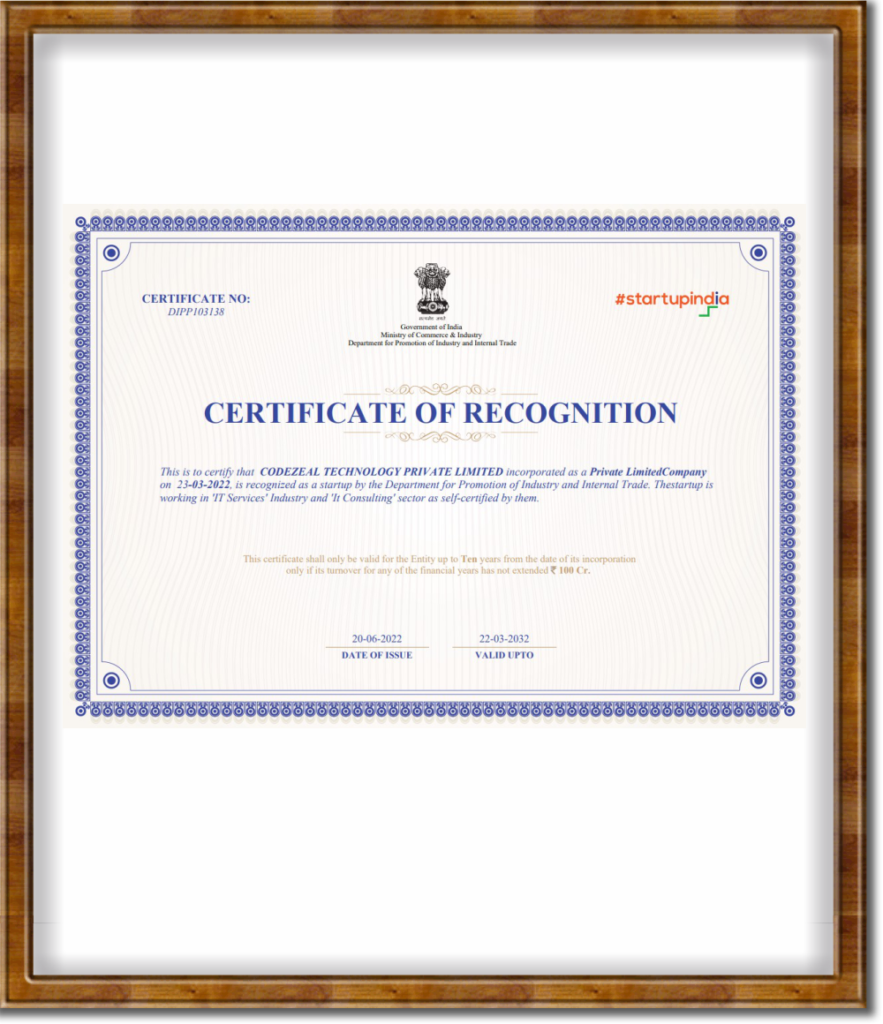 CERTIFICATE NO:
DIPP103138
#startupindia
Government of India
Ministry of Commerce & Industry
Department for Promotion of Industry and Internal Trade
CERTIFICATE OF RECOGNITION
This is to certify that CODEZEAL TECHNOLOGY PRIVATE LIMITED incorporated as a Private LimitedCompany
on 23-03-2022, is recognized as a startup by the Department for Promotion of Industry and Internal Trade. Thestartup is
working in 'IT Services' Industry and 'It Consulting' sector as self-certified by them.
This certificate shall only be valid for the Entity up to Ten years from the date of its incorporation
only if its turnover for any of the financial years has not extended ₹ 100 Cr.
20-06-2022 22-03-2032
DATE OF ISSUE VALID UPTO